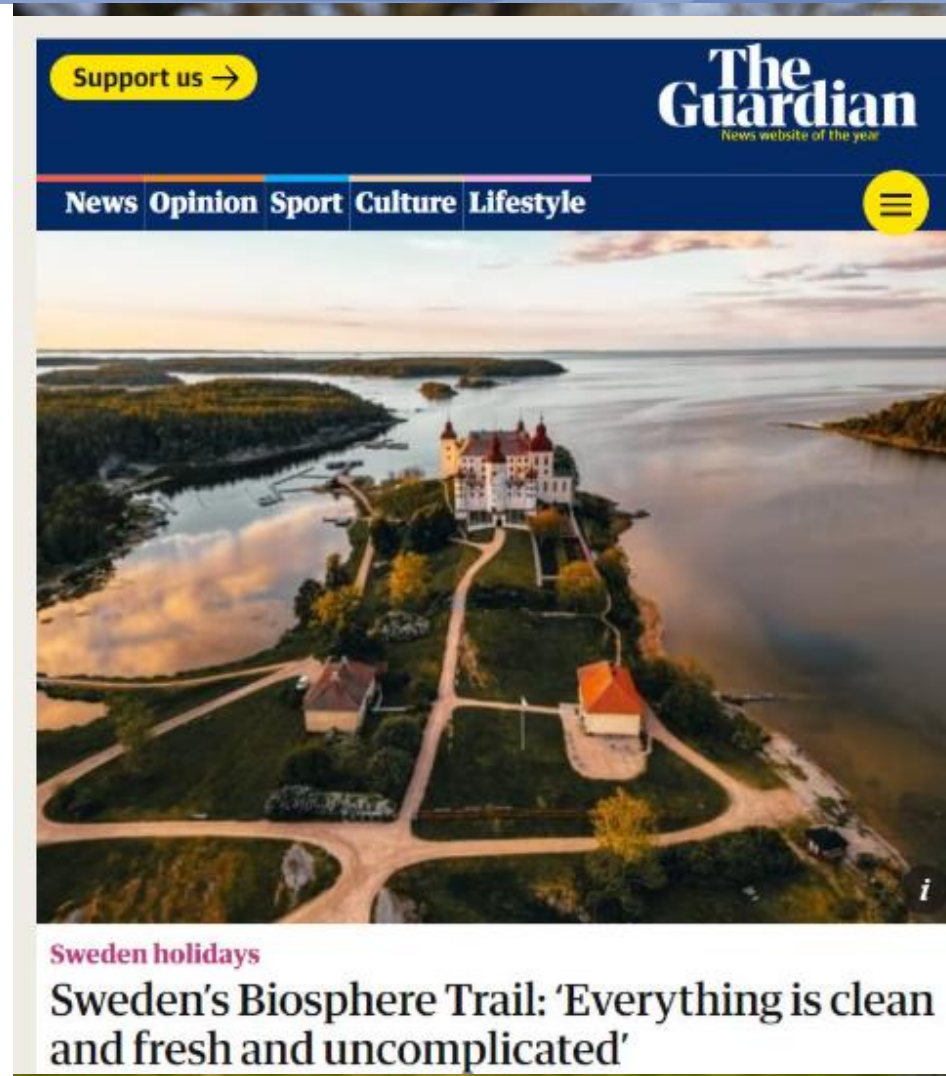 Support us →
The
Guardian
News website of the year
News Opinion Sport Culture Lifestyle
i
Sweden holidays
Sweden's Biosphere Trail: ‘Everything is clean
and fresh and uncomplicated’